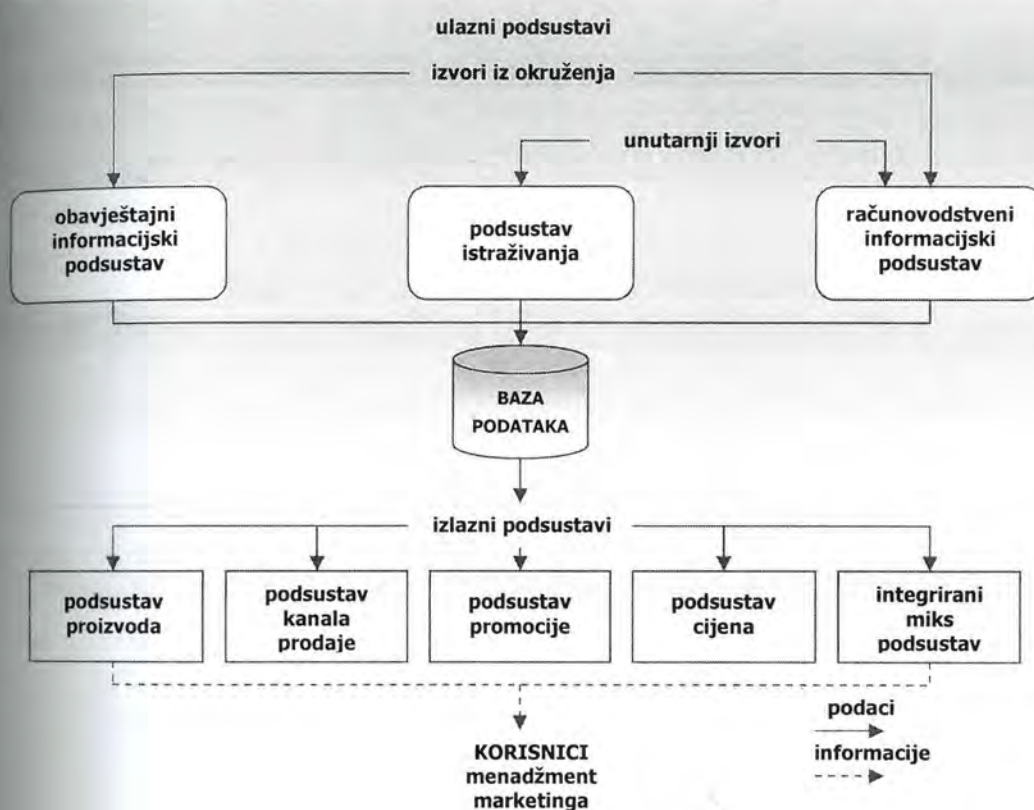 ulazni podsustavi
izvori iz okruženja
unutarnji izvori
obavještajni
informacijski
podsustav
podsustav
istraživanja
računovodstveni
informacijski
podsustav
BAZA
PODATAKA
izlazni podsustavi
podsustav
proizvoda
podsustav
kanala
prodaje
podsustav
promocije
podsustav
cijena
integrirani
miks
podsustav
podaci
informacije
KORISNICI
menadžment
marketinga